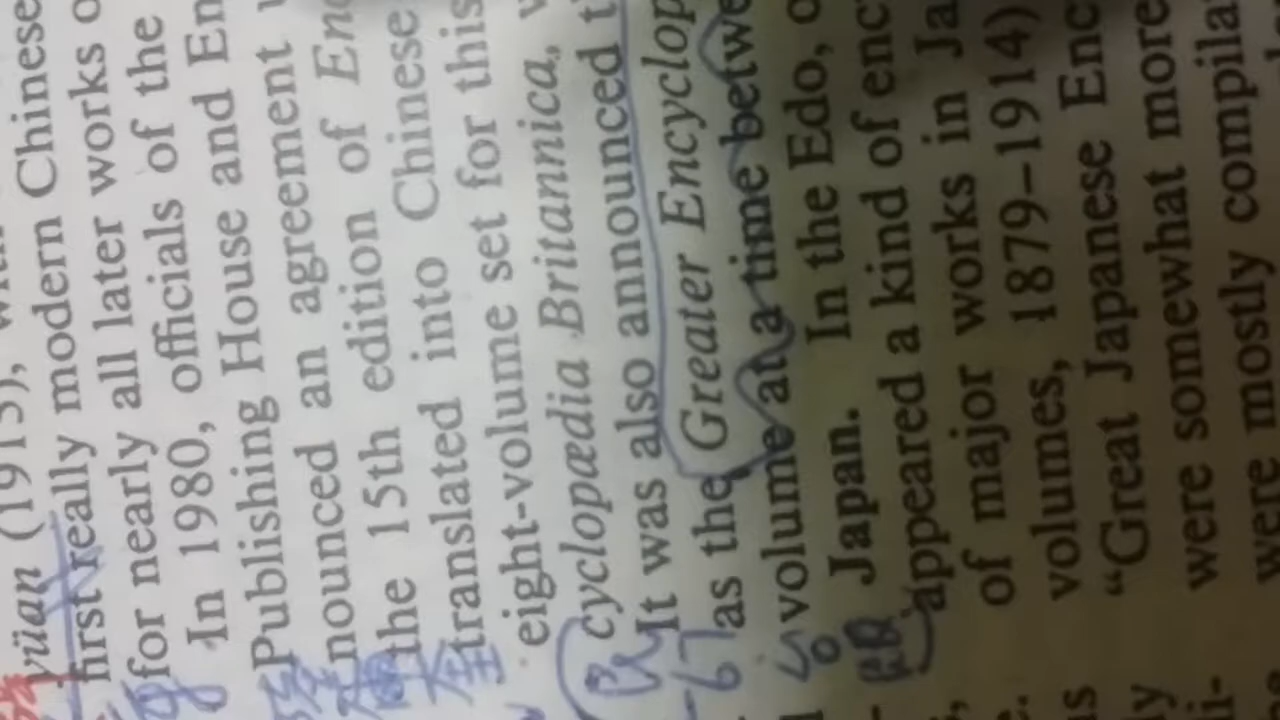 yüan (1915),
first really modern Chinese
for nearly all later works
In 1980, officials of the
Publishing House and En
nounced an agreement
the 15th edition of Enc
translated into Chinese
eight-volume set for this
cyclopædia Britannica,
It was also announced t
as the Greater Encyclop
volume at a time betwe
Japan. In the Edo, o
appeared a kind of enc
of major works in Ja
volumes, 1879–1914)
“Great Japanese Enc
were somewhat more
were mostly compila